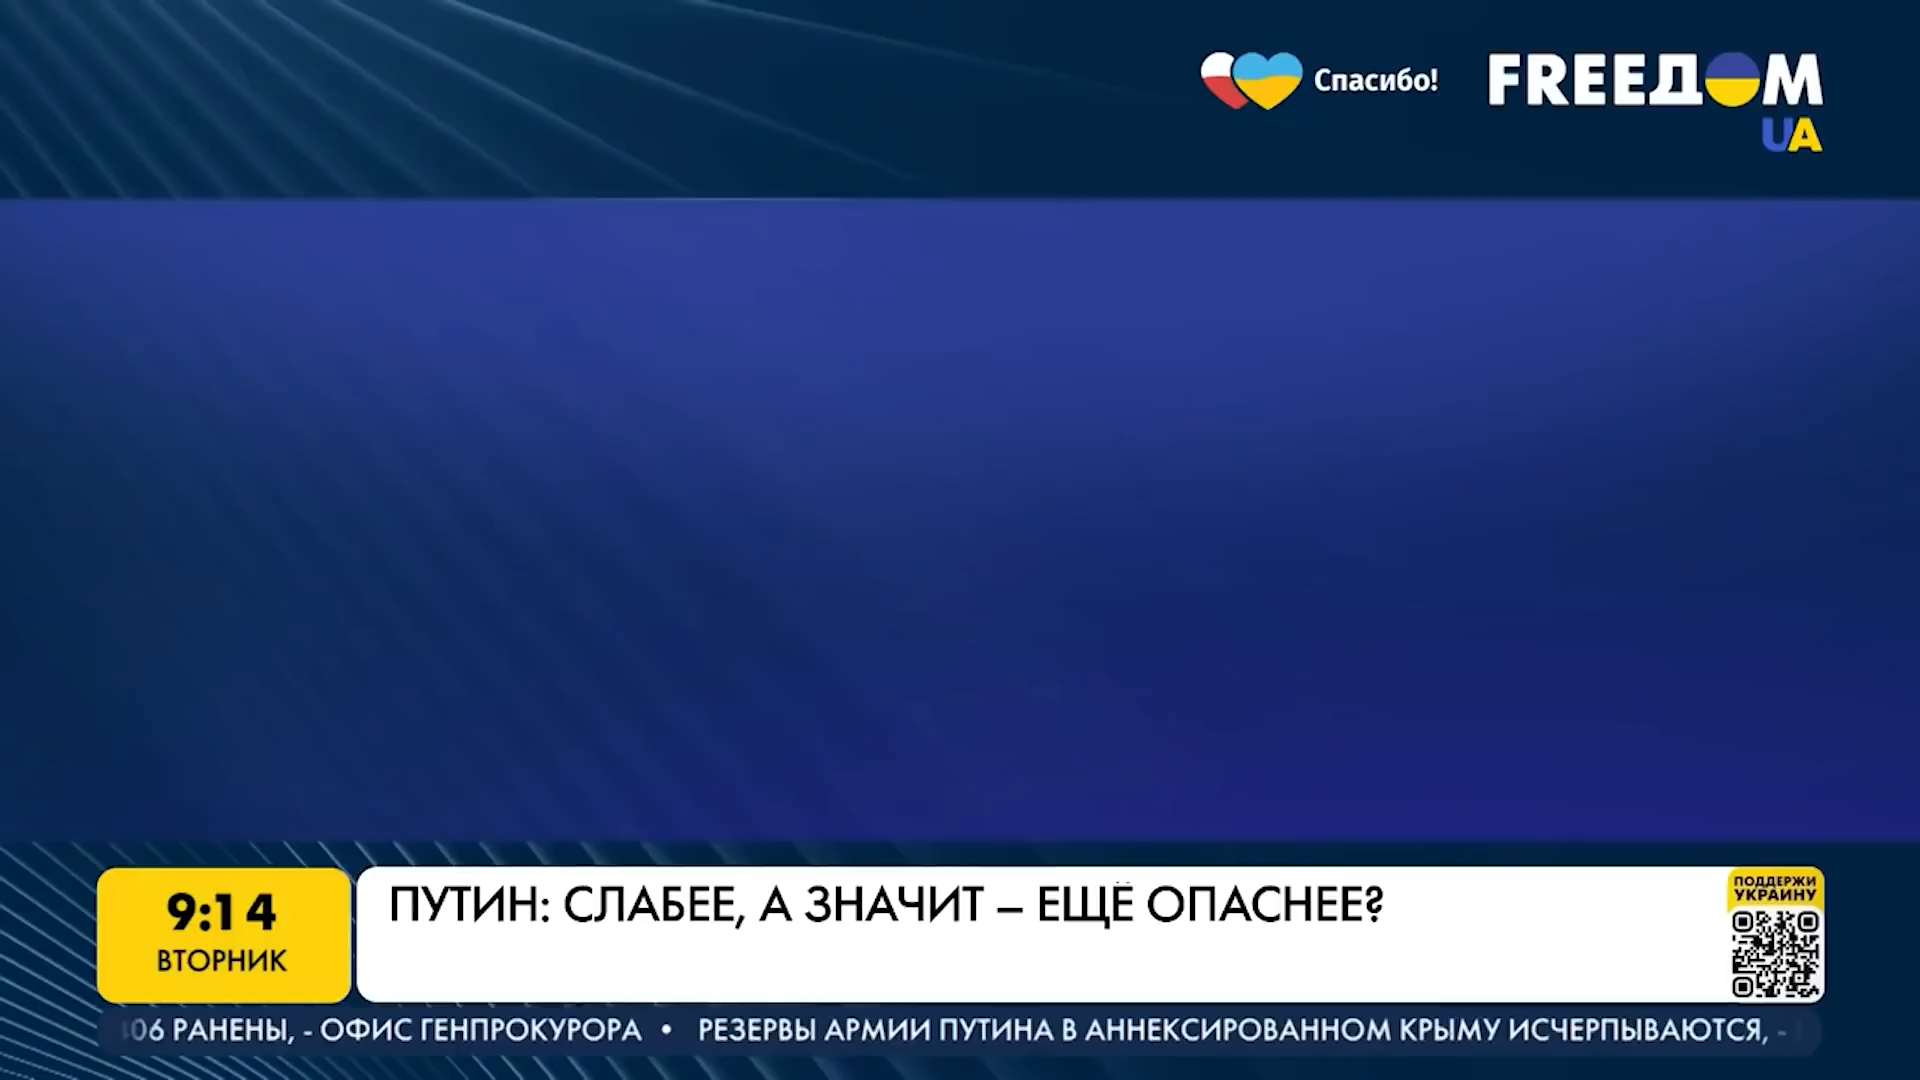 Спасибо!
FREEДOM
UA
9:14
ВТОРНИК
ПУТИН: СЛАБЕЕ, А ЗНАЧИТ – ЕЩЁ ОПАСНЕЕ?
ПОДДЕРЖИ
УКРАИНУ
406 РАНЕНЫ, - ОФИС ГЕНПРОКУРОРА • РЕЗЕРВЫ АРМИИ ПУТИНА В АННЕКСИРОВАННОМ КРЫМУ ИСЧЕРПЫВАЮТСЯ, -